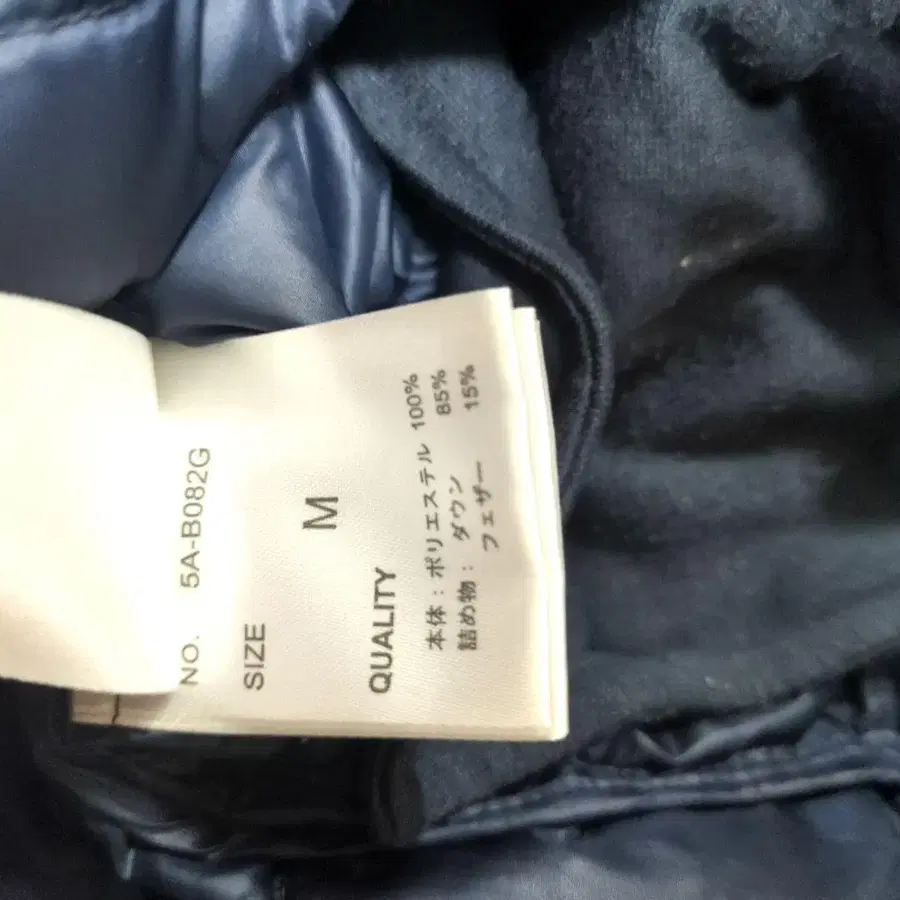 NO. 5A-B082G
SIZE
M
QUALITY
本体:ポリエステル 100%
詰め物: ダウン 85%
フェザー 15%